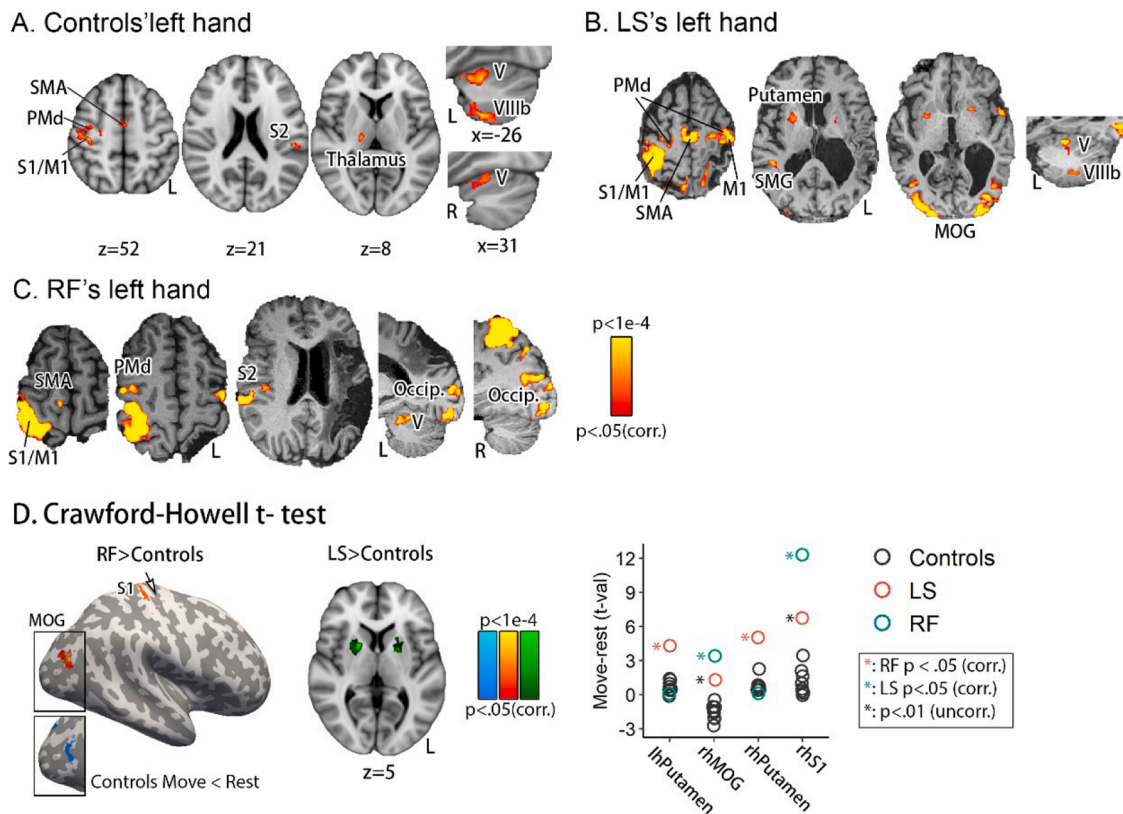 A. Controls'left hand
SMA
PMd
S1/M1
L
z=52
S2
z=21
Thalamus
z=8
V
VIIIb
L
x=-26
V
R
x=31
B. LS's left hand
PMd
S1/M1
SMA
M1
Putamen
SMG
L
MOG
V
L
VIIIb
C. RF's left hand
SMA
S1/M1
PMd
L
S2
Occip.
V
L
Occip.
R
p<1e-4
p<.05(corr.)
D. Crawford-Howell t- test
RF>Controls
S1
MOG
Controls Move < Rest
LS>Controls
L
z=5
p<1e-4
p<.05(corr.)
Move-rest (t-val)
12
9
6
3
0
-3
* * * * * *
lhPutamen
rhMOG
rhPutamen
rhS1
Controls
LS
RF
*: RF p < .05 (corr.)
*: LS p<.05 (corr.)
*: p<.01 (uncorr.)